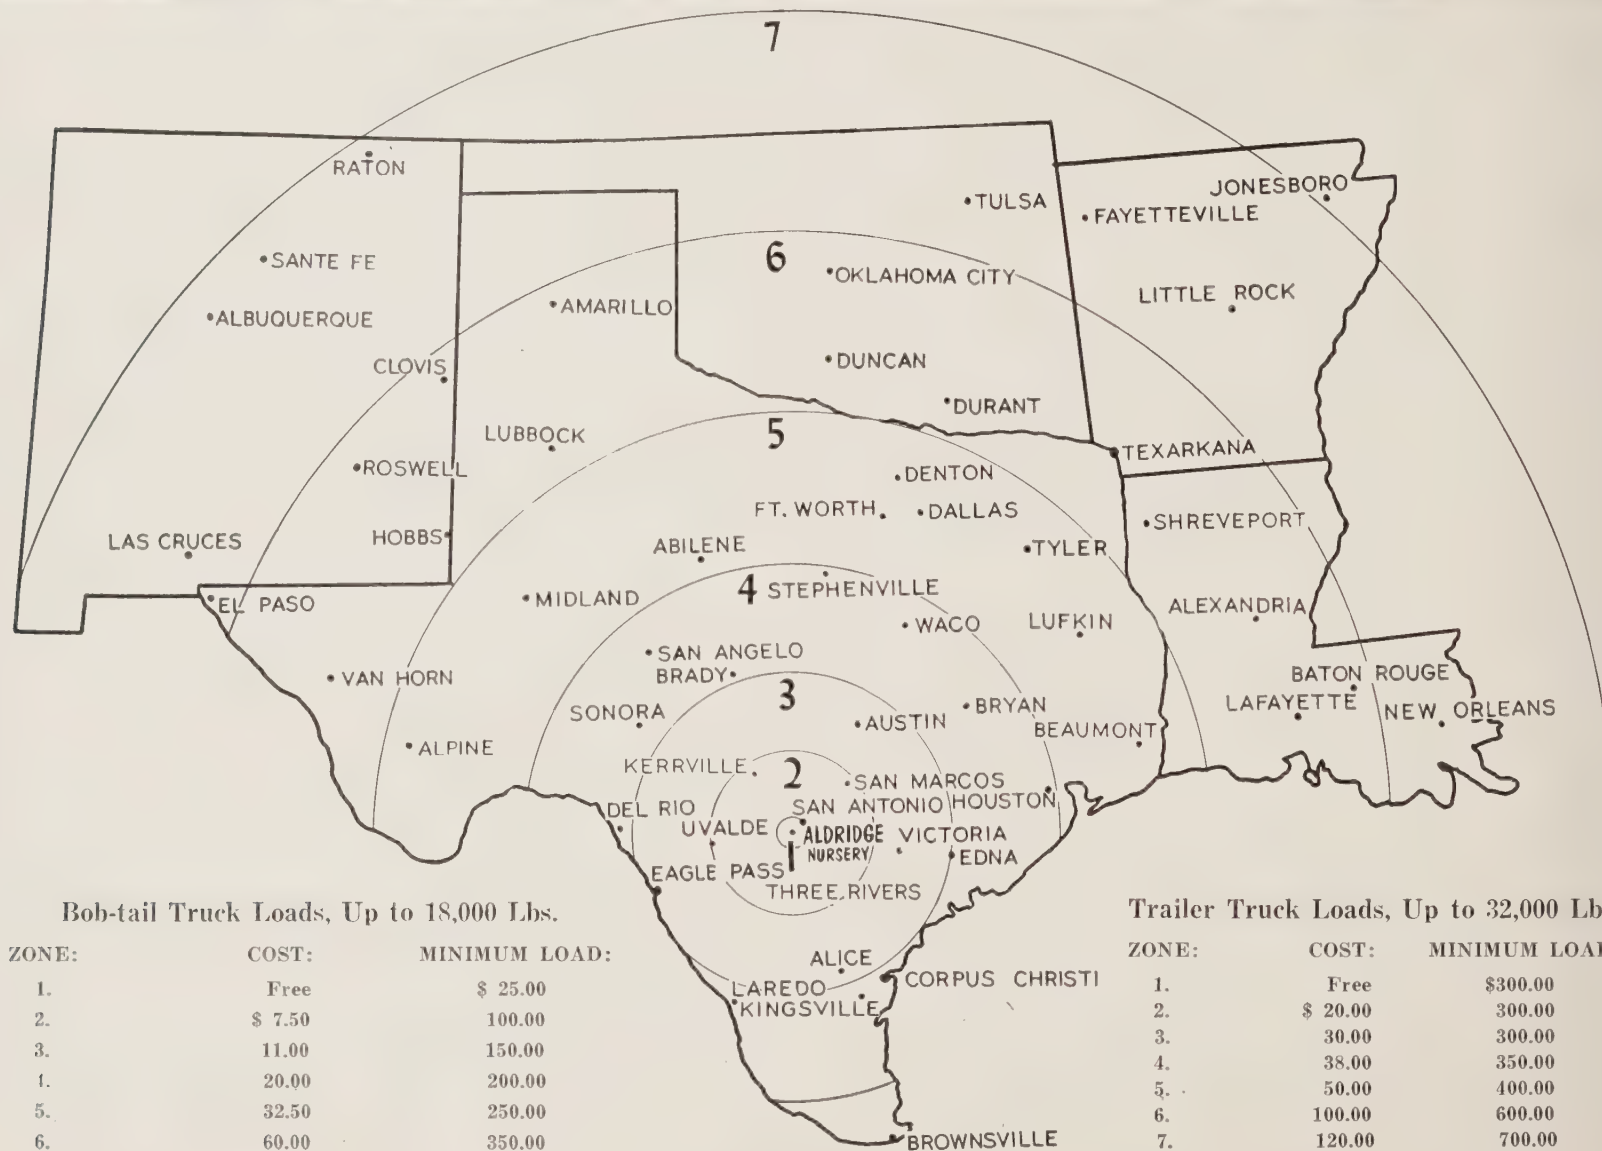 7
RATON
JONESBORO
TULSA
FAYETTEVILLE
6
SANTE FE
OKLAHOMA CITY
LITTLE ROCK
AMARILLO
ALBUQUERQUE
CLOVIS
DUNCAN
DURANT
5
LUBBOCK
TEXARKANA
ROSWELL
DENTON
FT. WORTH
DALLAS
SHREVEPORT
LAS CRUCES
HOBBS
ABILENE
TYLER
4
STEPHENVILLE
EL PASO
MIDLAND
ALEXANDRIA
WACO
LUFKIN
SAN ANGELO
BRADY
VAN HORN
3
BATON ROUGE
SONORA
AUSTIN
BRYAN
LAFAYETTE
NEW ORLEANS
BEAUMONT
ALPINE
KERRVILLE
2
SAN MARCOS
DEL RIO
SAN ANTONIO
HOUSTON
UVALDE
ALDRIDGE
NURSERY
1
VICTORIA
EDNA
EAGLE PASS
THREE RIVERS
ALICE
CORPUS CHRISTI
LAREDO
KINGSVILLE
BROWNSVILLE
Bob-tail Truck Loads, Up to 18,000 Lbs.
ZONE: COST: MINIMUM LOAD:
1. Free $ 25.00
2. $ 7.50 100.00
3. 11.00 150.00
1. 20.00 200.00
5. 32.50 250.00
6. 60.00 350.00
Trailer Truck Loads, Up to 32,000 Lb
ZONE: COST: MINIMUM LOA
1. Free $300.00
2. $ 20.00 300.00
3. 30.00 300.00
4. 38.00 350.00
5. 50.00 400.00
6. 100.00 600.00
7. 120.00 700.00